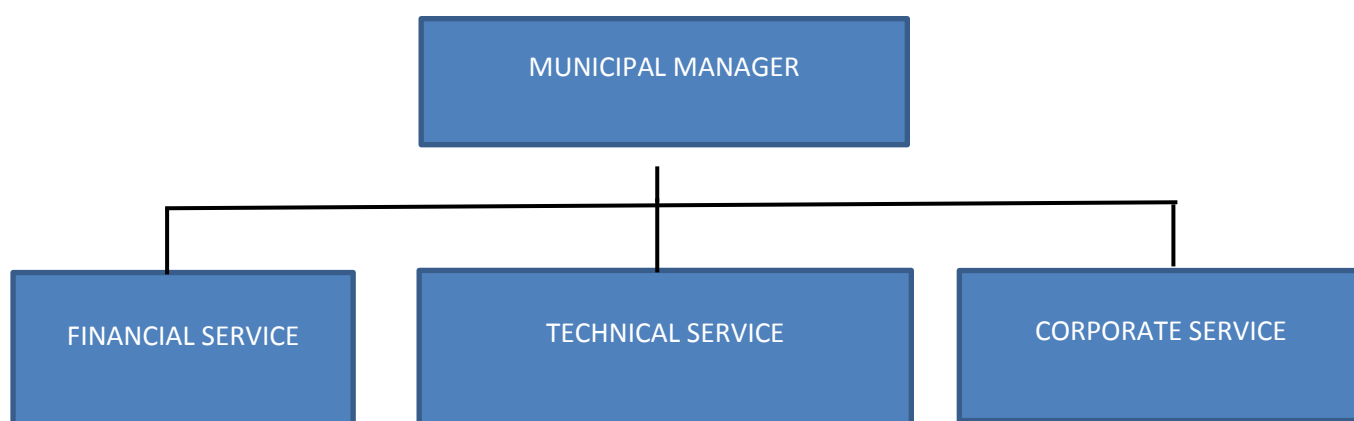 MUNICIPAL MANAGER
FINANCIAL SERVICE
TECHNICAL SERVICE
CORPORATE SERVICE